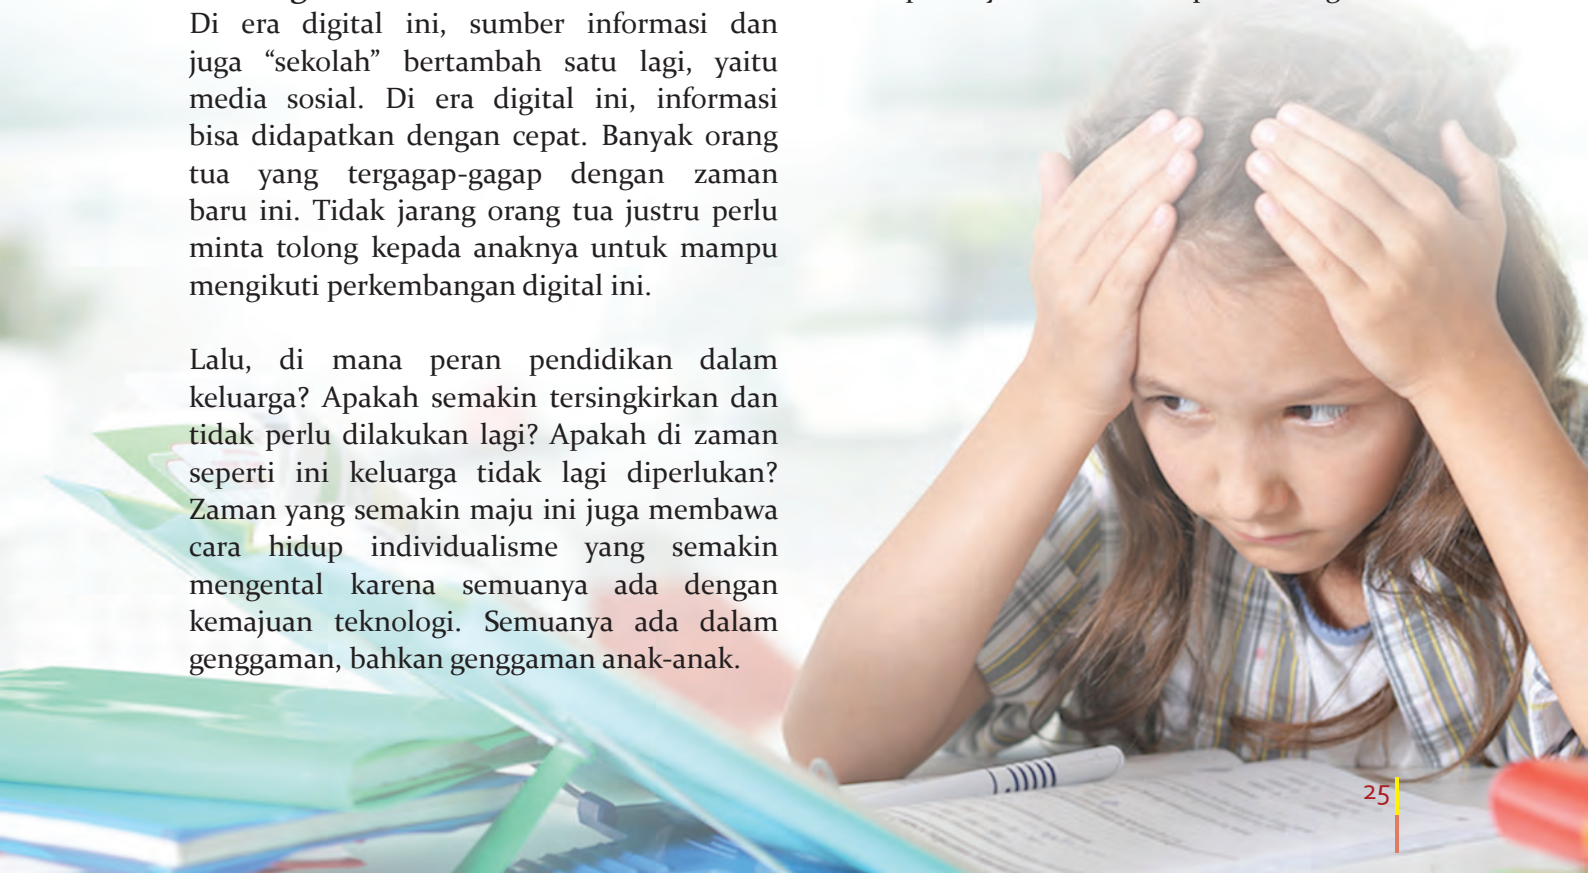 Di era digital ini, sumber informasi dan
juga “sekolah” bertambah satu lagi, yaitu
media sosial. Di era digital ini, informasi
bisa didapatkan dengan cepat. Banyak orang
tua yang tergagap-gagap dengan zaman
baru ini. Tidak jarang orang tua justru perlu
minta tolong kepada anaknya untuk mampu
mengikuti perkembangan digital ini.
Lalu, di mana peran pendidikan dalam
keluarga? Apakah semakin tersingkirkan dan
tidak perlu dilakukan lagi? Apakah di zaman
seperti ini keluarga tidak lagi diperlukan?
Zaman yang semakin maju ini juga membawa
cara hidup individualisme yang semakin
mengental karena semuanya ada dengan
kemajuan teknologi. Semuanya ada dalam
genggaman, bahkan genggaman anak-anak.
25